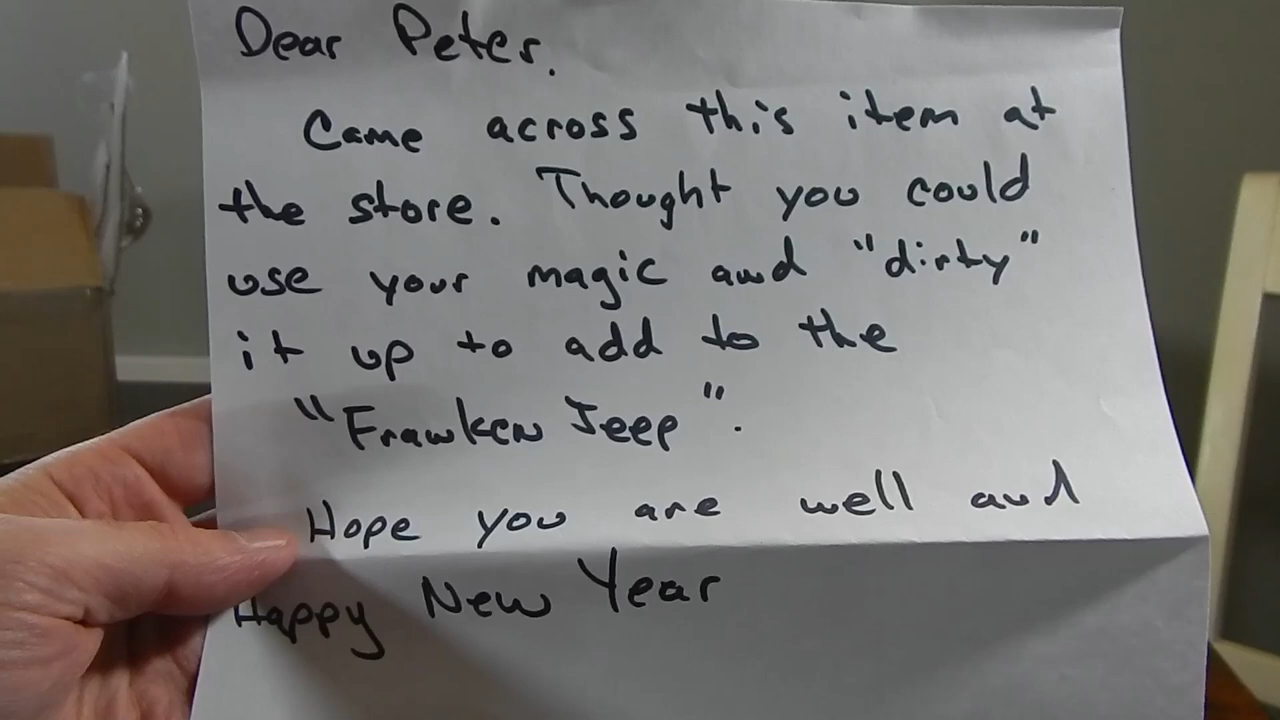 Dear Peter.
Came across this item at
the store. Thought you could
use your magic and "dirty"
it up to add to the
"Franken Jeep".
Hope you are well and
Happy New Year